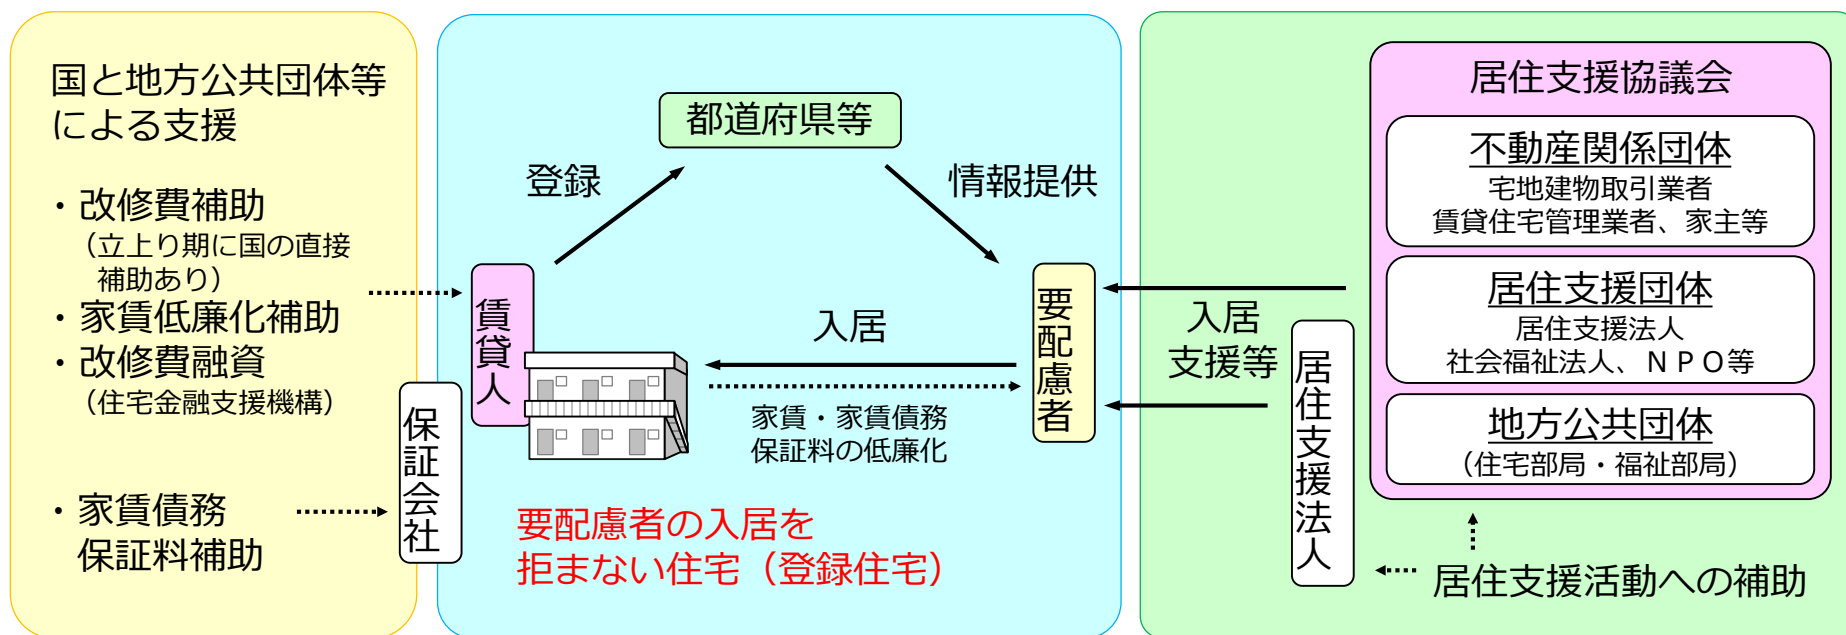 国と地方公共団体等
による支援
・改修費補助
（立上り期に国の直接
補助あり）
・家賃低廉化補助
・改修費融資
（住宅金融支援機構）
・家賃債務
保証料補助
保証会社
都道府県等
登録
情報提供
賃貸人
入居
家賃・家賃債務
保証料の低廉化
要配慮者
要配慮者の入居を
拒まない住宅（登録住宅）
入居
支援等
居住支援法人
居住支援協議会
不動産関係団体
宅地建物取引業者
賃貸住宅管理業者、家主等
居住支援団体
居住支援法人
社会福祉法人、ＮＰＯ等
地方公共団体
（住宅部局・福祉部局）
居住支援活動への補助